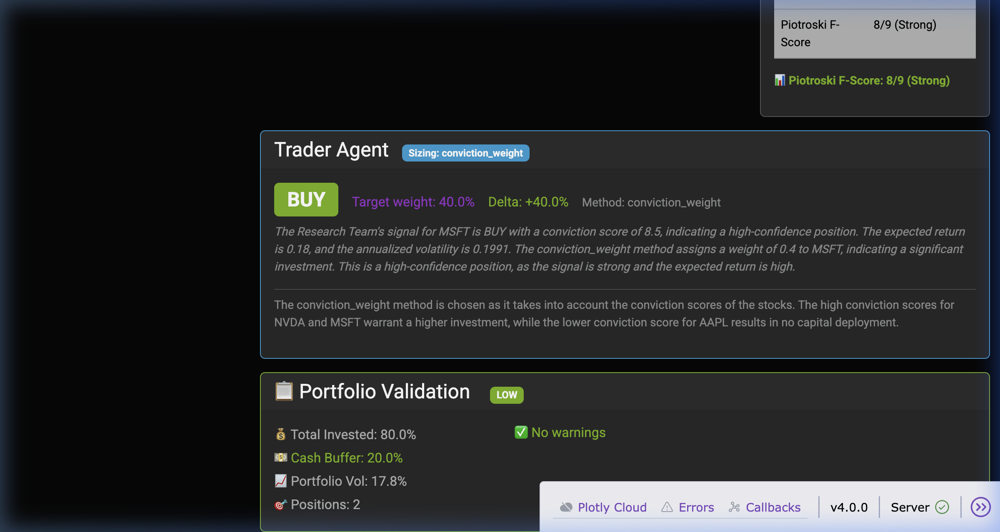 Piotroski F-
Score
8/9 (Strong)
Piotroski F-Score: 8/9 (Strong)
Trader Agent
Sizing: conviction_weight
BUY
Target weight: 40.0%
Delta: +40.0%
Method: conviction_weight
The Research Team's signal for MSFT is BUY with a conviction score of 8.5, indicating a high-confidence position. The expected return
is 0.18, and the annualized volatility is 0.1991. The conviction_weight method assigns a weight of 0.4 to MSFT, indicating a significant
investment. This is a high-confidence position, as the signal is strong and the expected return is high.
The conviction_weight method is chosen as it takes into account the conviction scores of the stocks. The high conviction scores for
NVDA and MSFT warrant a higher investment, while the lower conviction score for AAPL results in no capital deployment.
Portfolio Validation
LOW
Total Invested: 80.0%
Cash Buffer: 20.0%
Portfolio Vol: 17.8%
Positions: 2
No warnings
Plotly Cloud
Errors
Callbacks
v4.0.0
Server